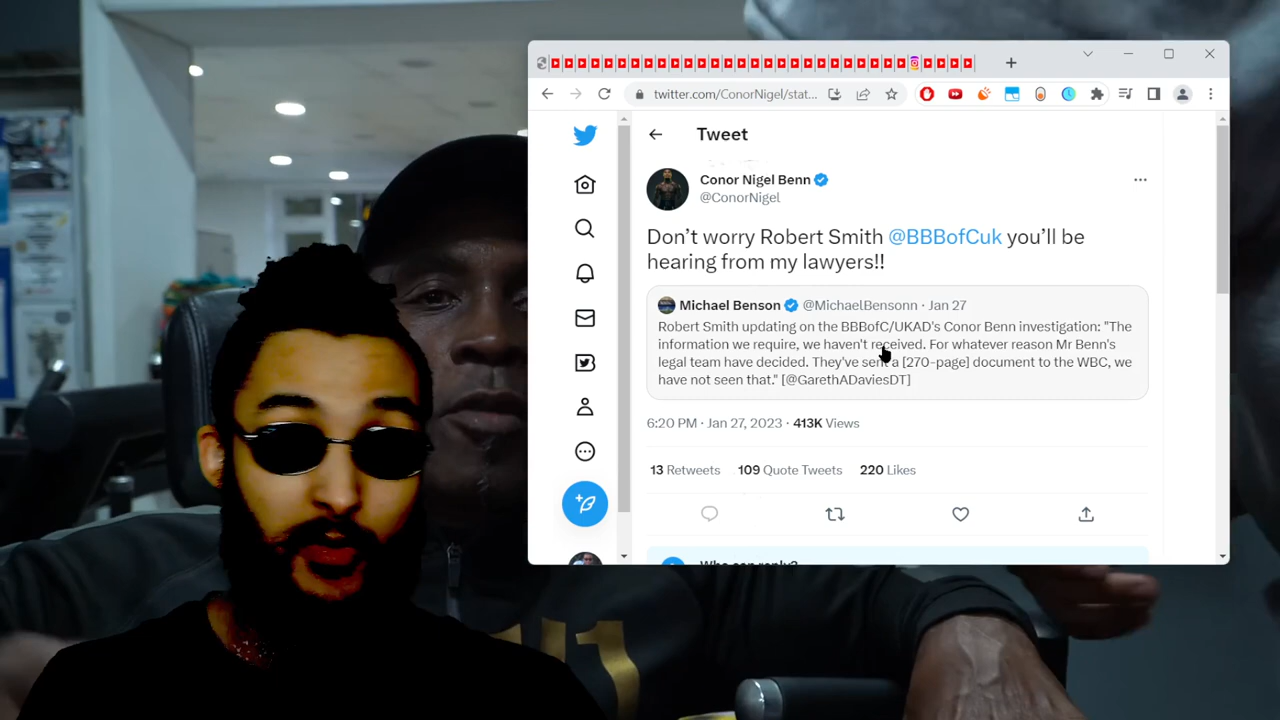 twitter.com/ConorNigel/stat...
Tweet
Conor Nigel Benn
@ConorNigel
Don’t worry Robert Smith @BBBofCuk you’ll be
hearing from my lawyers!!
Michael Benson @MichaelBensonn · Jan 27
Robert Smith updating on the BBBofC/UKAD's Conor Benn investigation: "The
information we require, we haven't received. For whatever reason Mr Benn's
legal team have decided. They've sent a [270-page] document to the WBC, we
have not seen that." [@GarethADaviesDT]
6:20 PM · Jan 27, 2023 · 413K Views
13 Retweets 109 Quote Tweets 220 Likes
Who can reply?